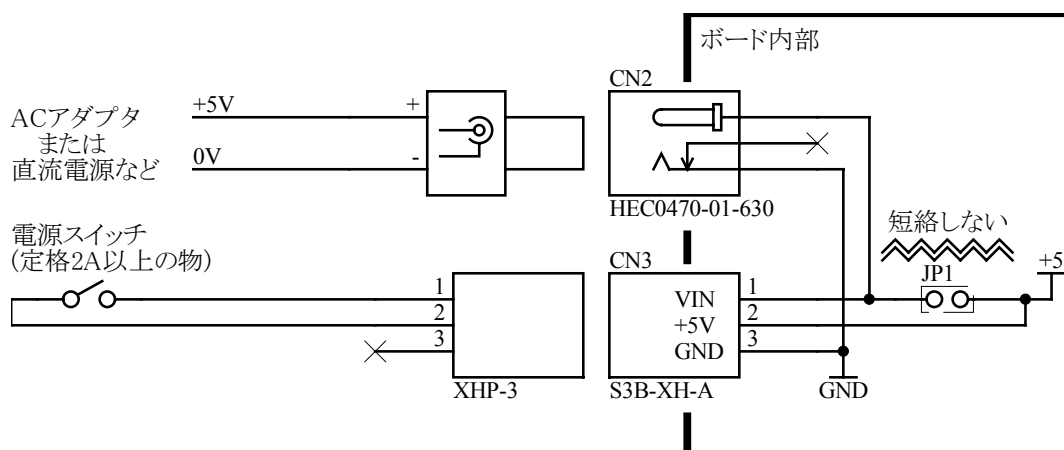 ボード内部
CN2
ACアダプタ
または
直流電源など
+5V
+
0V
-
HEC0470-01-630
電源スイッチ
(定格2A以上の物)
短絡しない
CN3
JP1
+5
1
2
3
VIN
+5V
GND
1
2
3
XHP-3
S3B-XH-A
GND